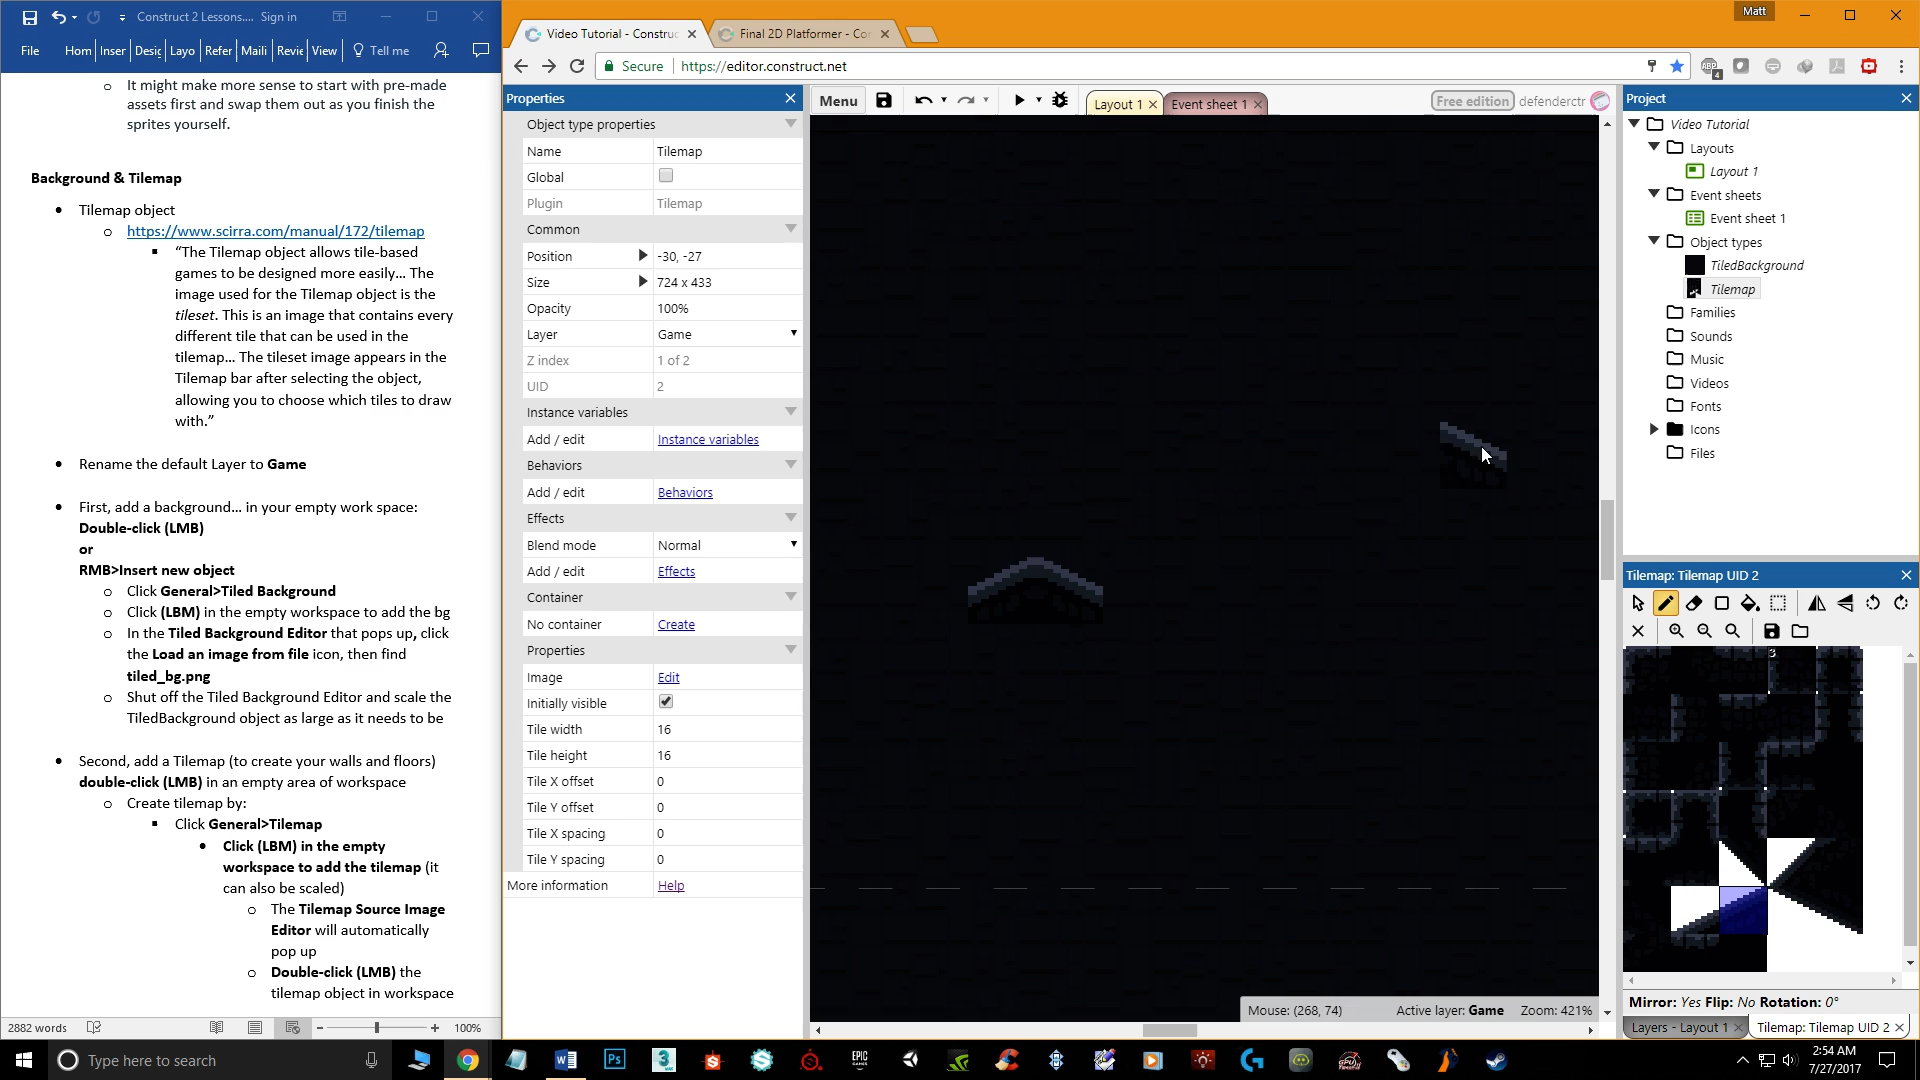 Construct 2 Lessons.... Sign in
File Hom Inser Desig Layo Refer Maili Revie View Tell me
It might make more sense to start with pre-made
assets first and swap them out as you finish the
sprites yourself.
Background & Tilemap
Tilemap object
https://www.scirra.com/manual/172/tilemap
“The Tilemap object allows tile-based
games to be designed more easily… The
image used for the Tilemap object is the
tileset. This is an image that contains every
different tile that can be used in the
tilemap… The tileset image appears in the
Tilemap bar after selecting the object,
allowing you to choose which tiles to draw
with.”
Rename the default Layer to Game
First, add a background… in your empty work space:
Double-click (LMB)
or
RMB>Insert new object
Click General>Tiled Background
Click (LBM) in the empty workspace to add the bg
In the Tiled Background Editor that pops up, click
the Load an image from file icon, then find
tiled_bg.png
Shut off the Tiled Background Editor and scale the
TiledBackground object as large as it needs to be
Second, add a Tilemap (to create your walls and floors)
double-click (LMB) in an empty area of workspace
Create tilemap by:
Click General>Tilemap
Click (LBM) in the empty
workspace to add the tilemap (it
can also be scaled)
The Tilemap Source Image
Editor will automatically
pop up
Double-click (LMB) the
tilemap object in workspace
2882 words 100%
Matt
Video Tutorial - Construc Final 2D Platformer - Co
Secure https://editor.construct.net
ABP 4
Properties
Object type properties
Name Tilemap
Global
Plugin Tilemap
Common
Position -30, -27
Size 724 x 433
Opacity 100%
Layer Game
Z index 1 of 2
UID 2
Instance variables
Add / edit Instance variables
Behaviors
Add / edit Behaviors
Effects
Blend mode Normal
Add / edit Effects
Container
No container Create
Properties
Image Edit
Initially visible
Tile width 16
Tile height 16
Tile X offset 0
Tile Y offset 0
Tile X spacing 0
Tile Y spacing 0
More information Help
Menu Layout 1 Event sheet 1 Free edition defenderctr
Mouse: (268, 74) Active layer: Game Zoom: 421%
Project
Video Tutorial
Layouts
Layout 1
Event sheets
Event sheet 1
Object types
TiledBackground
Tilemap
Families
Sounds
Music
Videos
Fonts
Icons
Files
Tilemap: Tilemap UID 2
3
Mirror: Yes Flip: No Rotation: 0°
Layers - Layout 1 Tilemap: Tilemap UID 2
Type here to search
Ps
3
EPIC
GAMES
2:54 AM
7/27/2017